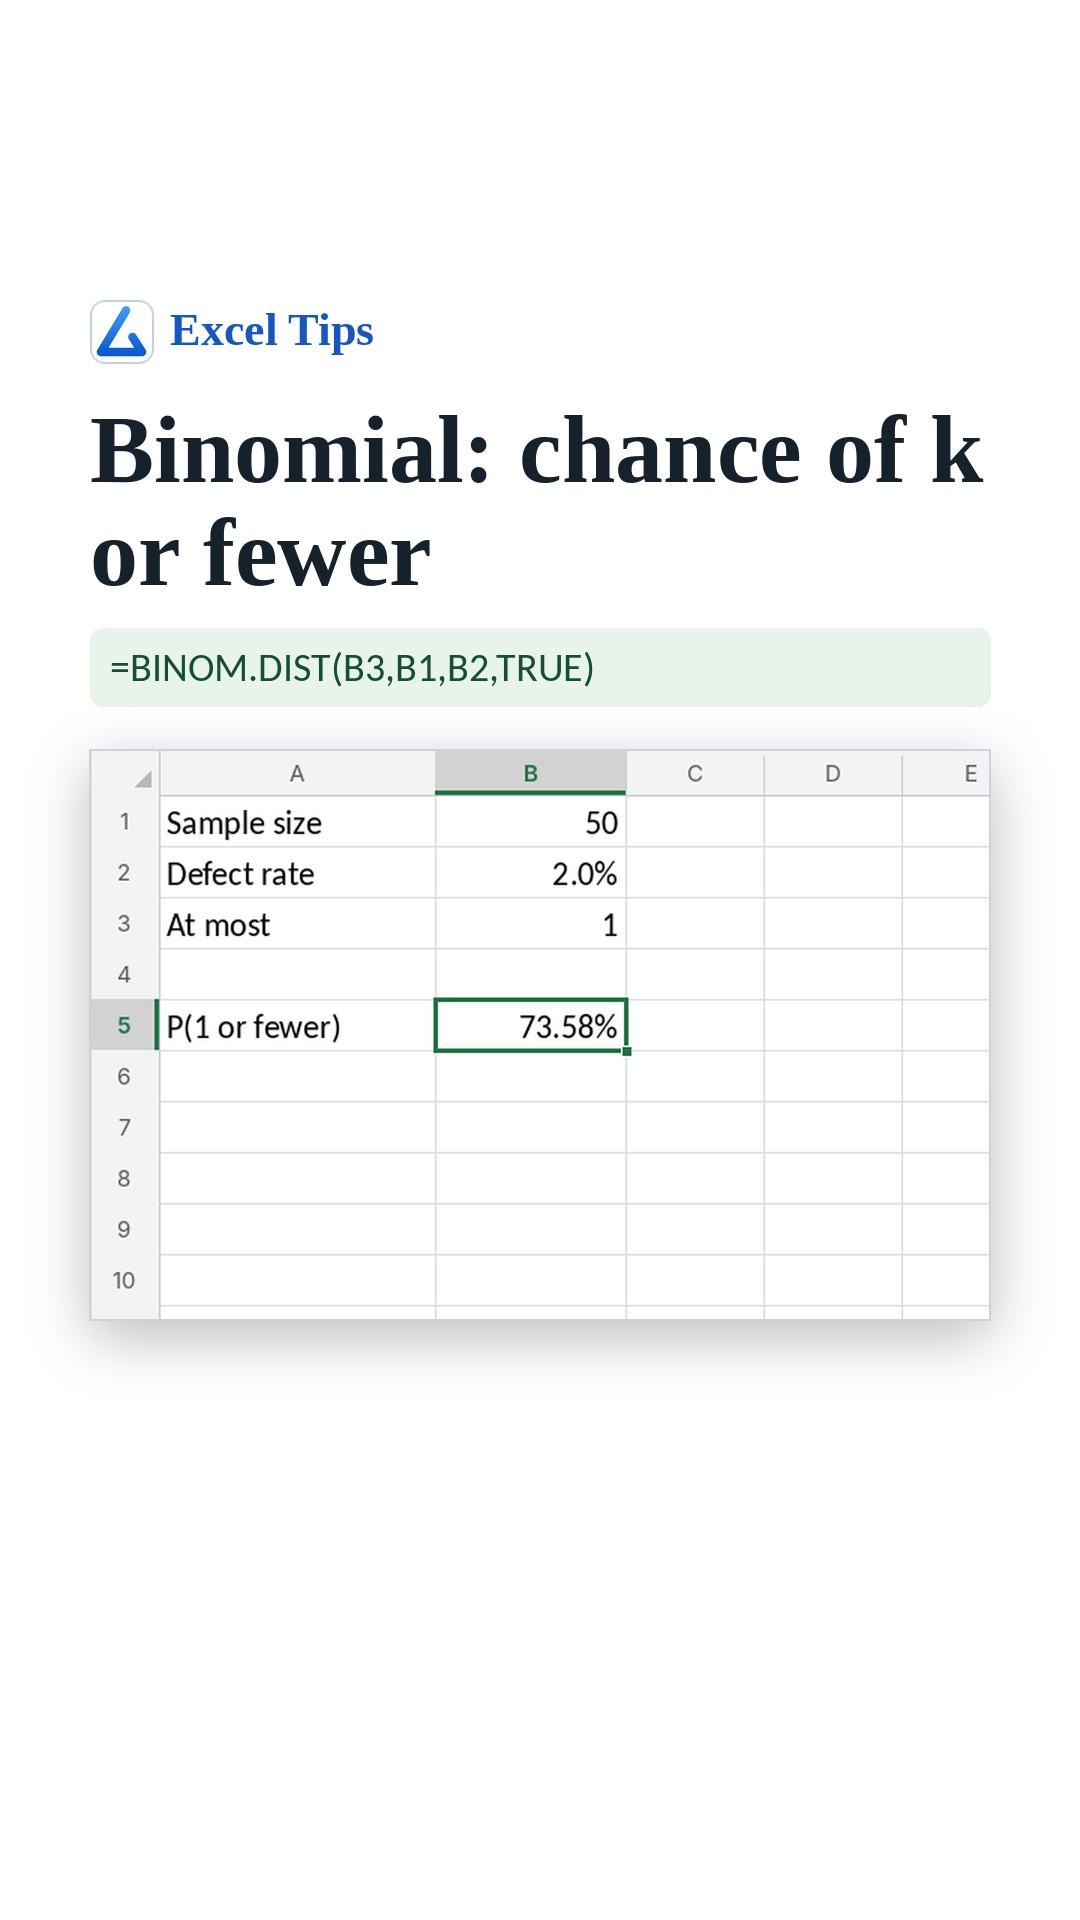 Excel Tips
Binomial: chance of k
or fewer
=BINOM.DIST(B3,B1,B2,TRUE)
A B C D E
1 Sample size 50
2 Defect rate 2.0%
3 At most 1
4
5 P(1 or fewer) 73.58%
6
7
8
9
10